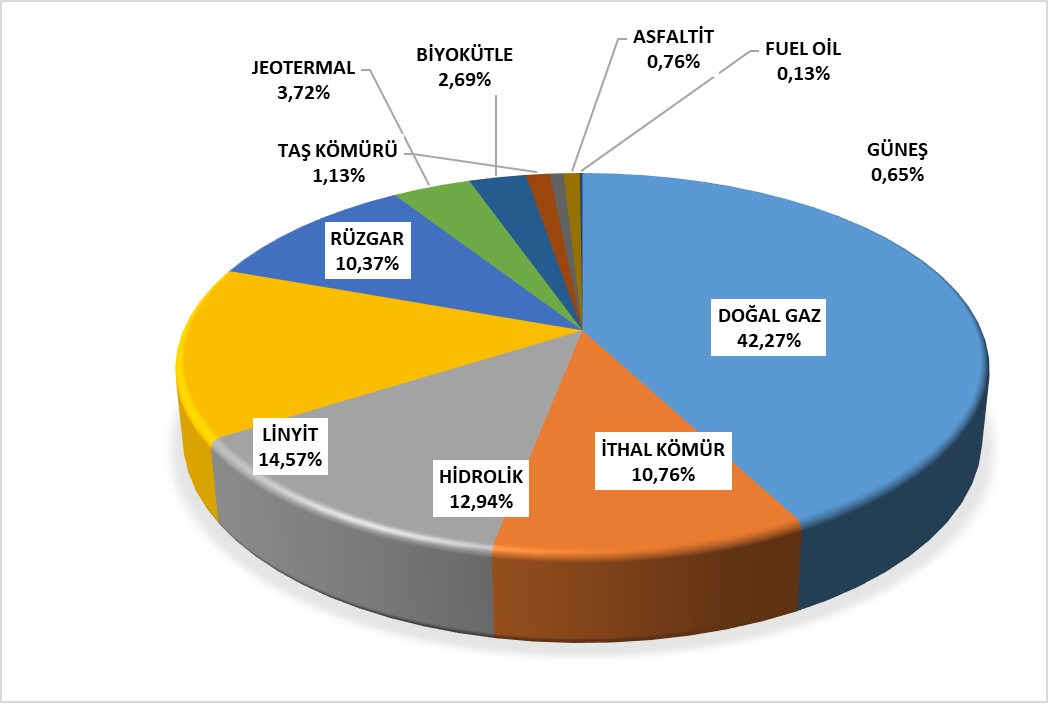 ASFALTİT
0,76%
FUEL OİL
0,13%
BİYOKÜTLE
2,69%
JEOTERMAL
3,72%
TAŞ KÖMÜRÜ
1,13%
GÜNEŞ
0,65%
RÜZGAR
10,37%
DOĞAL GAZ
42,27%
LİNYİT
14,57%
İTHAL KÖMÜR
10,76%
HİDROLİK
12,94%